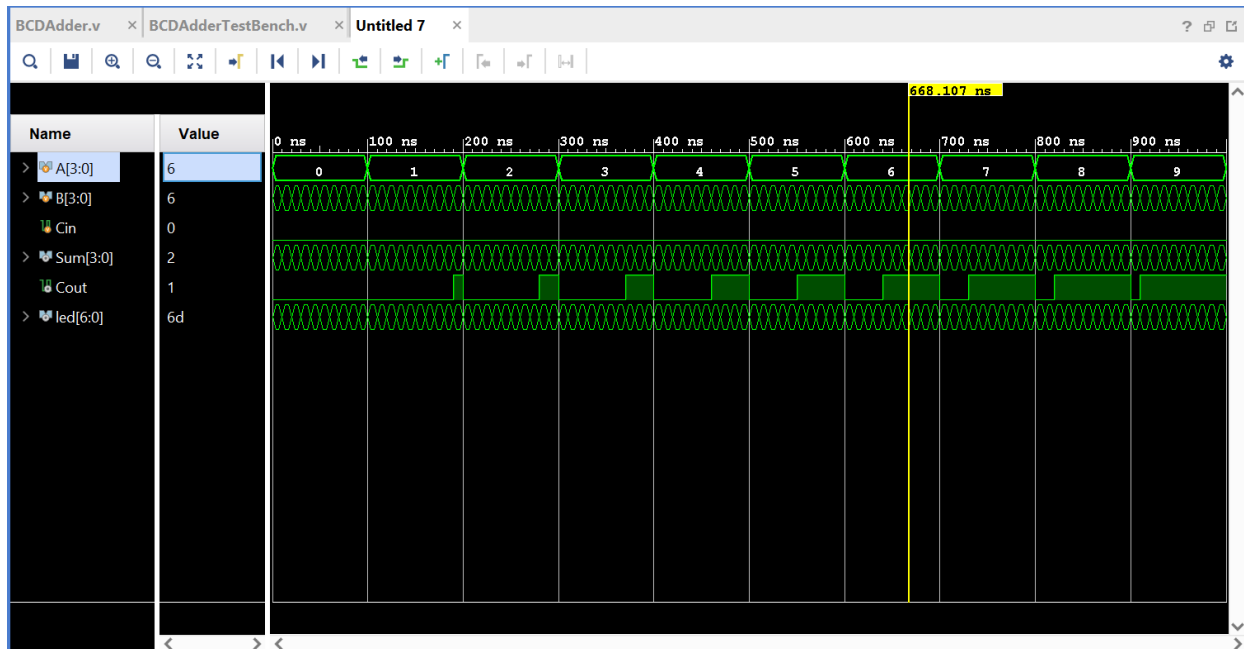 BCDAdder.v × BCDAdderTestBench.v × Untitled 7 × ?
668.107 ns
Name Value
0 ns 100 ns 200 ns 300 ns 400 ns 500 ns 600 ns 700 ns 800 ns 900 ns
A[3:0] 6 0 1 2 3 4 5 6 7 8 9
B[3:0] 6
Cin 0
Sum[3:0] 2
Cout 1
led[6:0] 6d